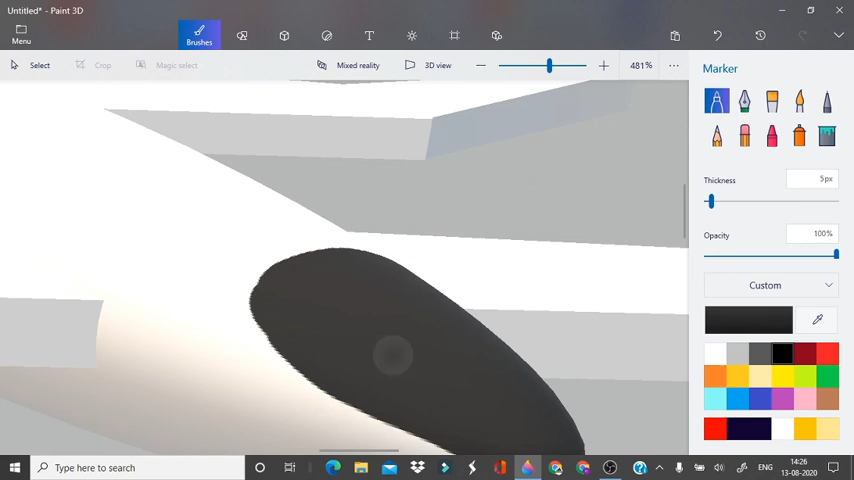 Untitled* - Paint 3D
Menu
Brushes
Select
Crop
Magic select
Mixed reality
3D view
481%
Marker
Thickness
5px
Opacity
100%
Custom
Type here to search
ENG
14:26
13-08-2020